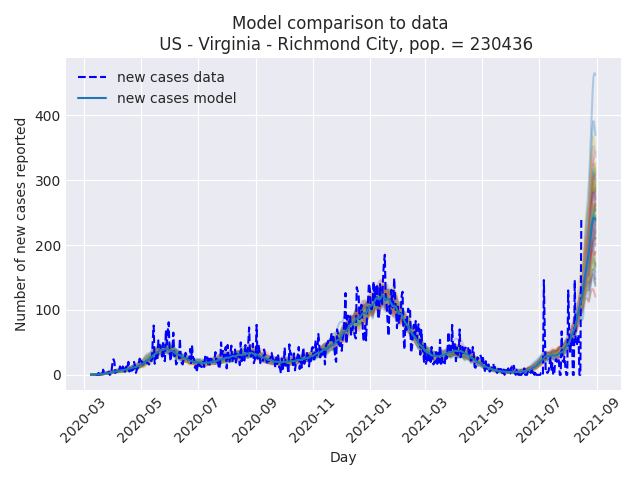 Model comparison to data
US - Virginia - Richmond City, pop. = 230436
new cases data
new cases model
Number of new cases reported
400
300
200
100
0
2020-03
2020-05
2020-07
2020-09
2020-11
2021-01
2021-03
2021-05
2021-07
2021-09
Day